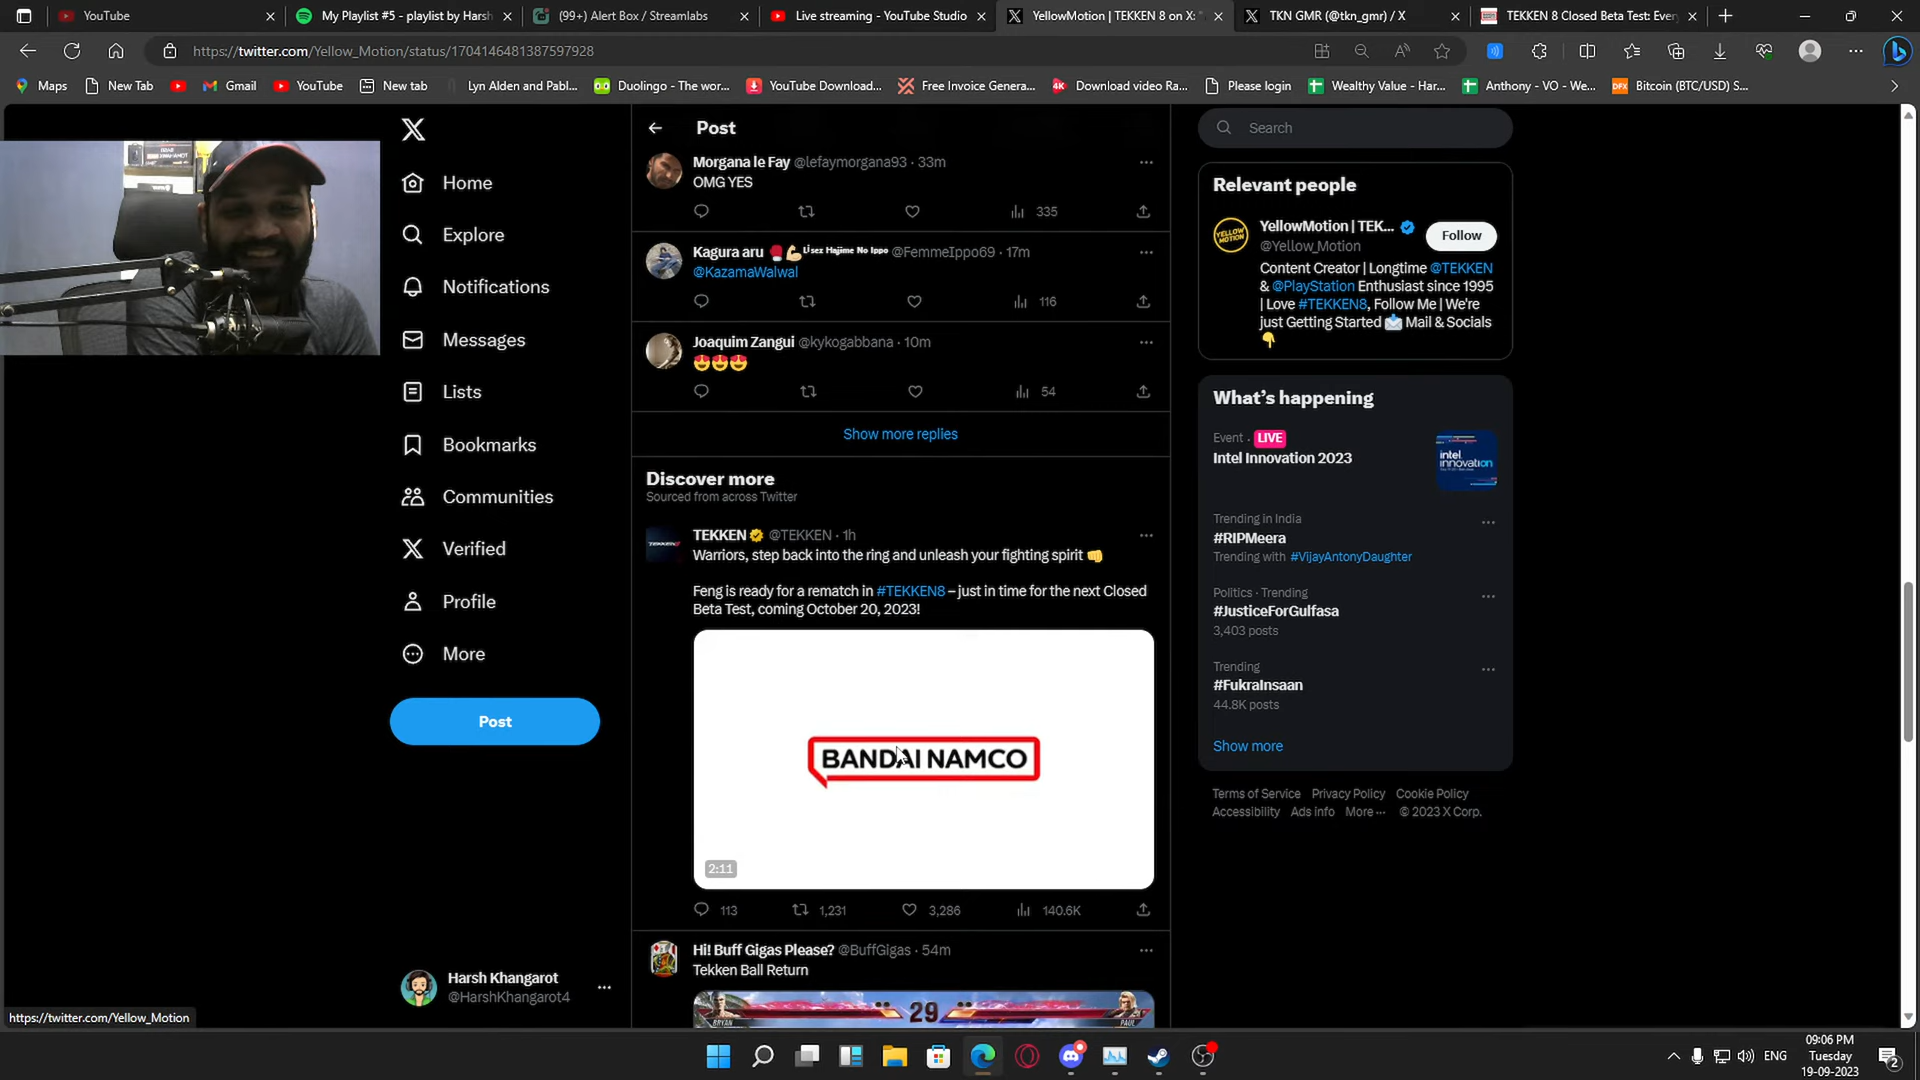 YouTube
My Playlist #5 - playlist by Harsh
(99+) Alert Box / Streamlabs
Live streaming - YouTube Studio
YellowMotion | TEKKEN 8 on X: "
TKN GMR (@tkn_gmr) / X
TEKKEN 8 Closed Beta Test: Ever
https://twitter.com/Yellow_Motion/status/1704146481387597928
Maps
New Tab
Gmail
YouTube
New tab
Lyn Alden and Pabl...
Duolingo - The wor...
YouTube Download...
Free Invoice Genera...
Download video Ra...
Please login
Wealthy Value - Har...
Anthony - VO - We...
Bitcoin (BTC/USD) S...
Home
Explore
Notifications
Messages
Lists
Bookmarks
Communities
Verified
Profile
More
Post
Harsh Khangarot
@HarshKhangarot4
https://twitter.com/Yellow_Motion
Post
Morgana le Fay @lefaymorgana93 · 33m
OMG YES
335
Kagura aru 🥊💪🏼ᴸⁱsez Hajime No Ippo @FemmeIppo69 · 17m
@KazamaWalwal
116
Joaquim Zangui @kykogabbana · 10m
😍😍😍
54
Show more replies
Discover more
Sourced from across Twitter
TEKKEN @TEKKEN · 1h
Warriors, step back into the ring and unleash your fighting spirit 👊
Feng is ready for a rematch in #TEKKEN8 – just in time for the next Closed
Beta Test, coming October 20, 2023!
BANDAI NAMCO
2:11
113 1,231 3,286 140.6K
Hi! Buff Gigas Please? @BuffGigas · 54m
Tekken Ball Return
BRYAN 29 PAUL
Search
Relevant people
YellowMotion | TEK...
@Yellow_Motion
Follow
Content Creator | Longtime @TEKKEN
& @PlayStation Enthusiast since 1995
| Love #TEKKEN8, Follow Me | We're
just Getting Started 📩 Mail & Socials
👇
What's happening
Event · LIVE
Intel Innovation 2023
intel.
innovation
Trending in India
#RIPMeera
Trending with #VijayAntonyDaughter
Politics · Trending
#JusticeForGulfasa
3,403 posts
Trending
#FukraInsaan
44.8K posts
Show more
Terms of Service Privacy Policy Cookie Policy
Accessibility Ads info More ··· © 2023 X Corp.
ENG
09:06 PM
Tuesday
19-09-2023
2